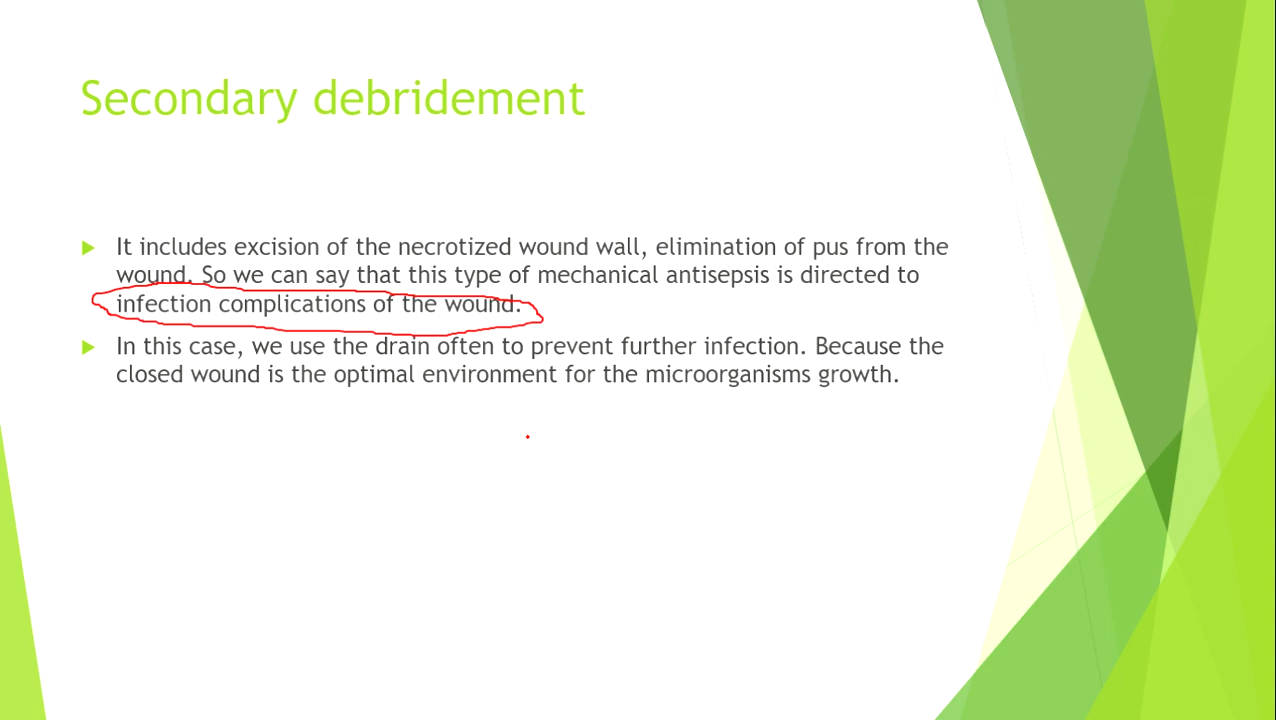 Secondary debridement
It includes excision of the necrotized wound wall, elimination of pus from the
wound. So we can say that this type of mechanical antisepsis is directed to
infection complications of the wound.
In this case, we use the drain often to prevent further infection. Because the
closed wound is the optimal environment for the microorganisms growth.